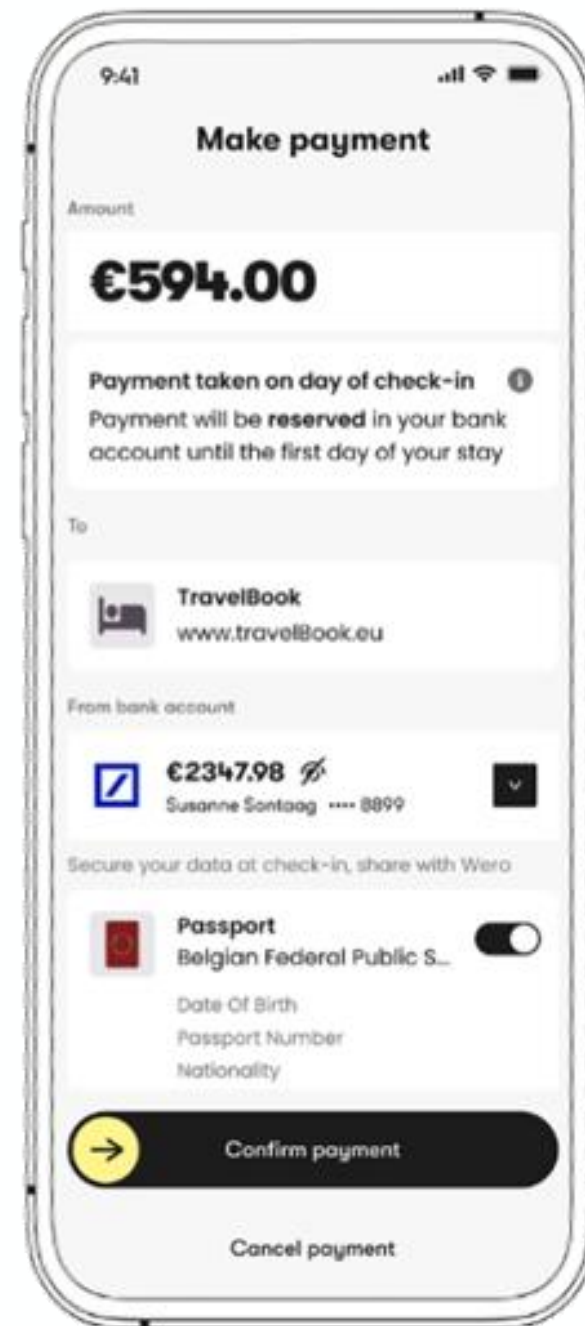 9:41
Make payment
Amount
€594.00
Payment taken on day of check-in
Payment will be reserved in your bank
account until the first day of your stay
To
TravelBook
www.travelBook.eu
From bank account
€2347.98
Susanne Sontaag •••• 8899
Secure your data at check-in, share with Wero
Passport
Belgian Federal Public S...
Date Of Birth
Passport Number
Nationality
Confirm payment
Cancel payment